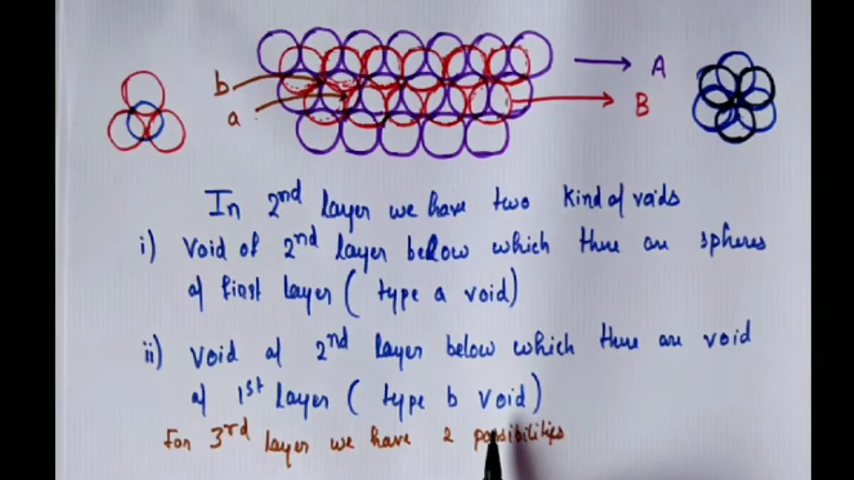 b
a
A
B
In 2nd layer we have two kind of voids
i) Void of 2nd layer below which there are spheres
of first layer ( type a void)
ii) Void of 2nd layer below which there are void
of 1st layer ( type b void)
For 3rd layer we have 2 possibilities